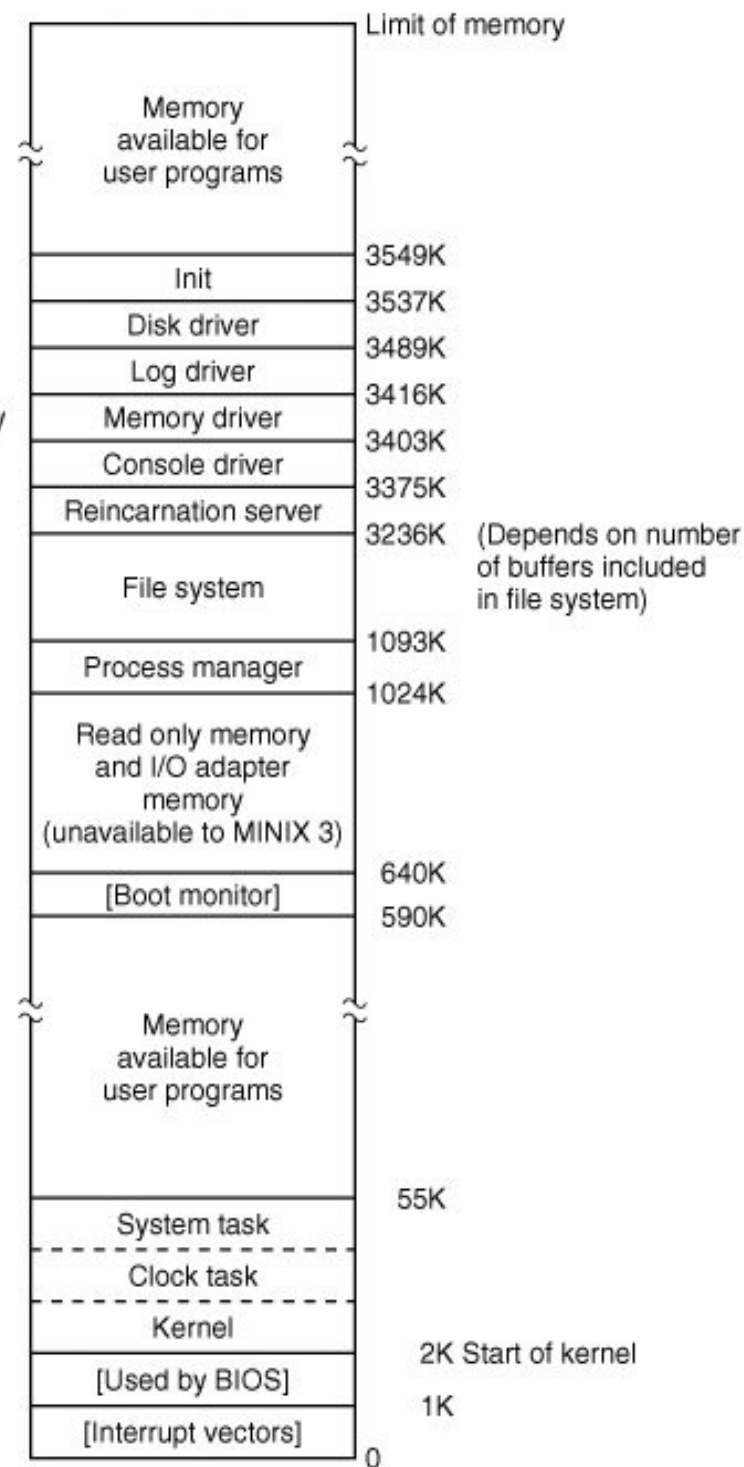 Limit of memory
Memory
available for
user programs
3549K
Init
3537K
Disk driver
3489K
Log driver
3416K
Memory driver
3403K
Console driver
3375K
Reincarnation server
3236K (Depends on number
of buffers included
in file system)
File system
1093K
Process manager
1024K
Read only memory
and I/O adapter
memory
(unavailable to MINIX 3)
640K
[Boot monitor]
590K
Memory
available for
user programs
55K
System task
Clock task
Kernel
2K Start of kernel
[Used by BIOS]
1K
[Interrupt vectors]
0